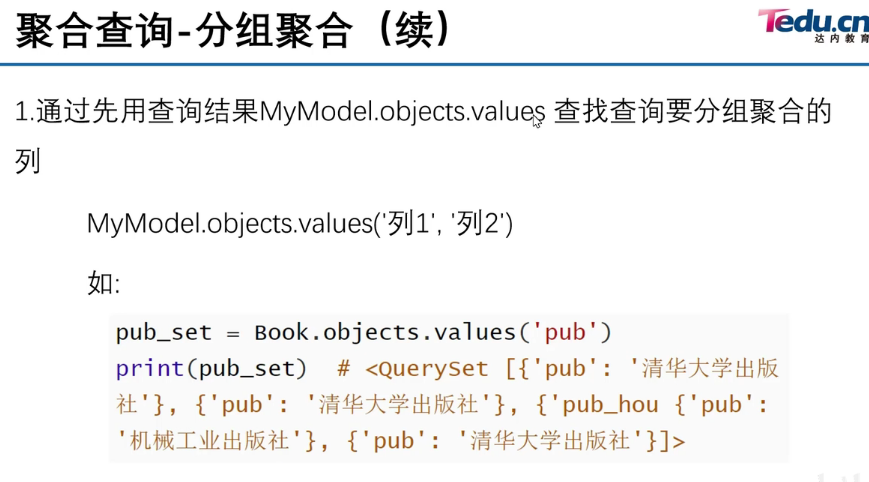 聚合查询-分组聚合（续）
Tedu.cn
达内教育
1.通过先用查询结果MyModel.objects.values 查找查询要分组聚合的
列
MyModel.objects.values('列1', '列2')
如:
pub_set = Book.objects.values('pub')
print(pub_set)  # <QuerySet [{'pub': '清华大学出版
社'}, {'pub': '清华大学出版社'}, {'pub_hou {'pub':
'机械工业出版社'}, {'pub': '清华大学出版社'}]>